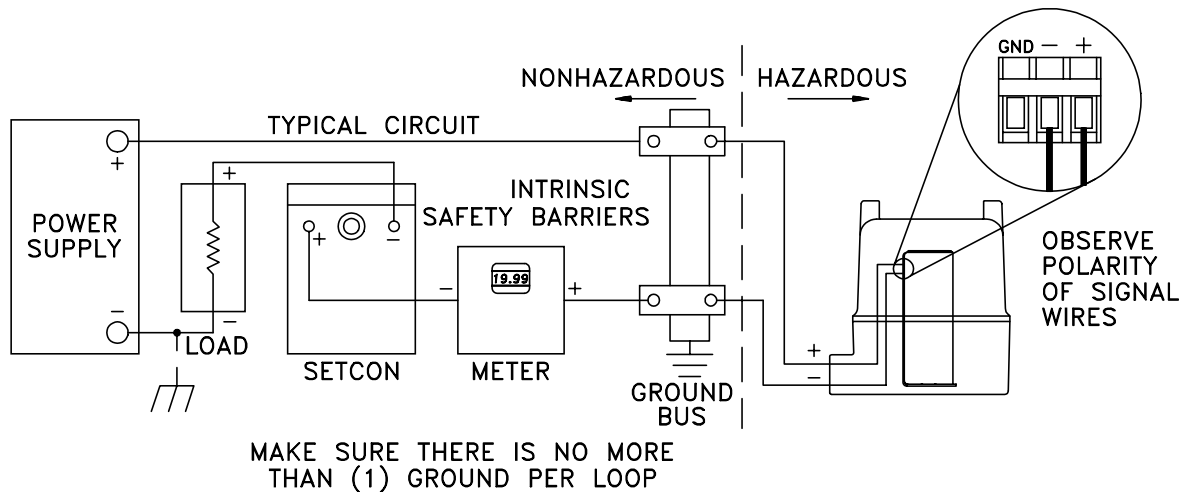 GND - +
NONHAZARDOUS
HAZARDOUS
TYPICAL CIRCUIT
+
+
POWER
SUPPLY
INTRINSIC
SAFETY BARRIERS
+
-
19.99
OBSERVE
POLARITY
OF SIGNAL
WIRES
-
+
-
-
LOAD
SETCON
METER
+
-
GROUND
BUS
MAKE SURE THERE IS NO MORE
THAN (1) GROUND PER LOOP